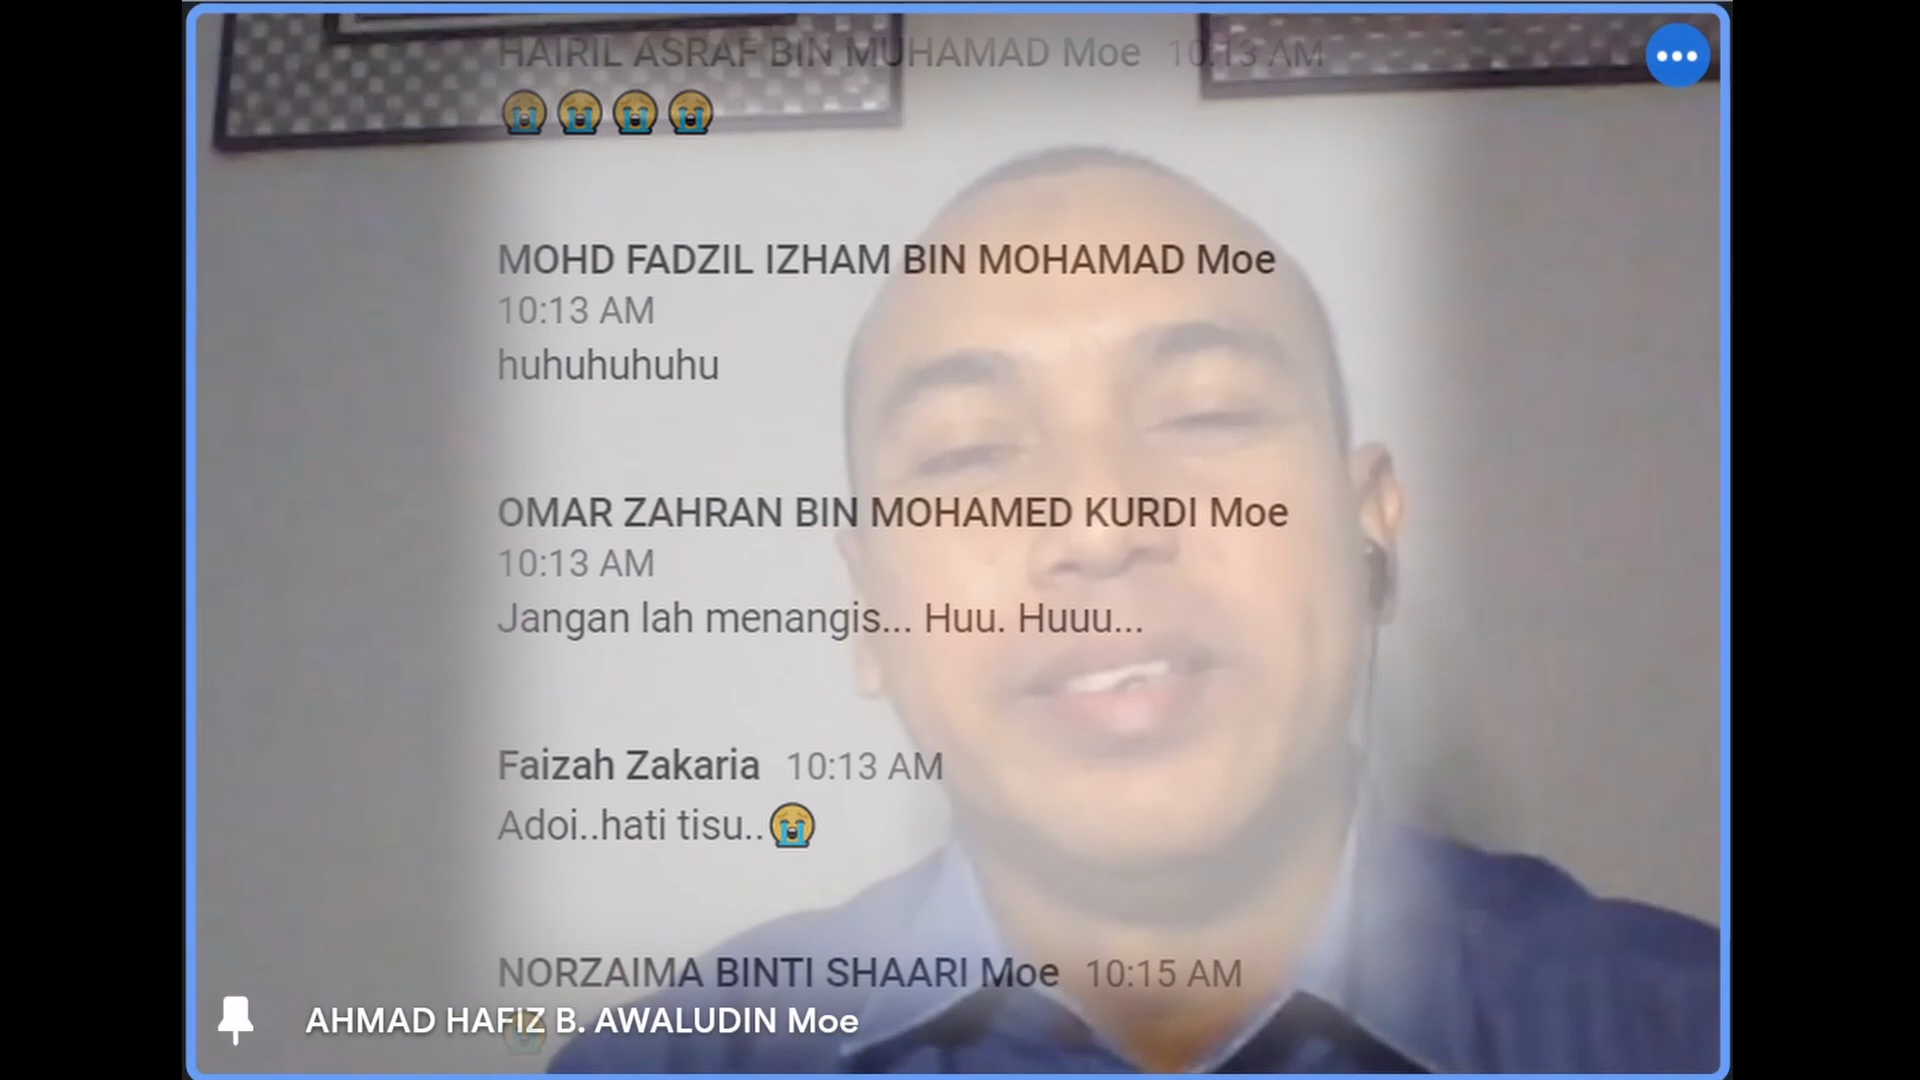 HAIRIL ASRAF BIN MUHAMAD Moe 10:13 AM
😭😭😭😭
MOHD FADZIL IZHAM BIN MOHAMAD Moe
10:13 AM
huhuhuhuhu
OMAR ZAHRAN BIN MOHAMED KURDI Moe
10:13 AM
Jangan lah menangis... Huu. Huuu...
Faizah Zakaria 10:13 AM
Adoi..hati tisu..😭
NORZAIMA BINTI SHAARI Moe 10:15 AM
AHMAD HAFIZ B. AWALUDIN Moe